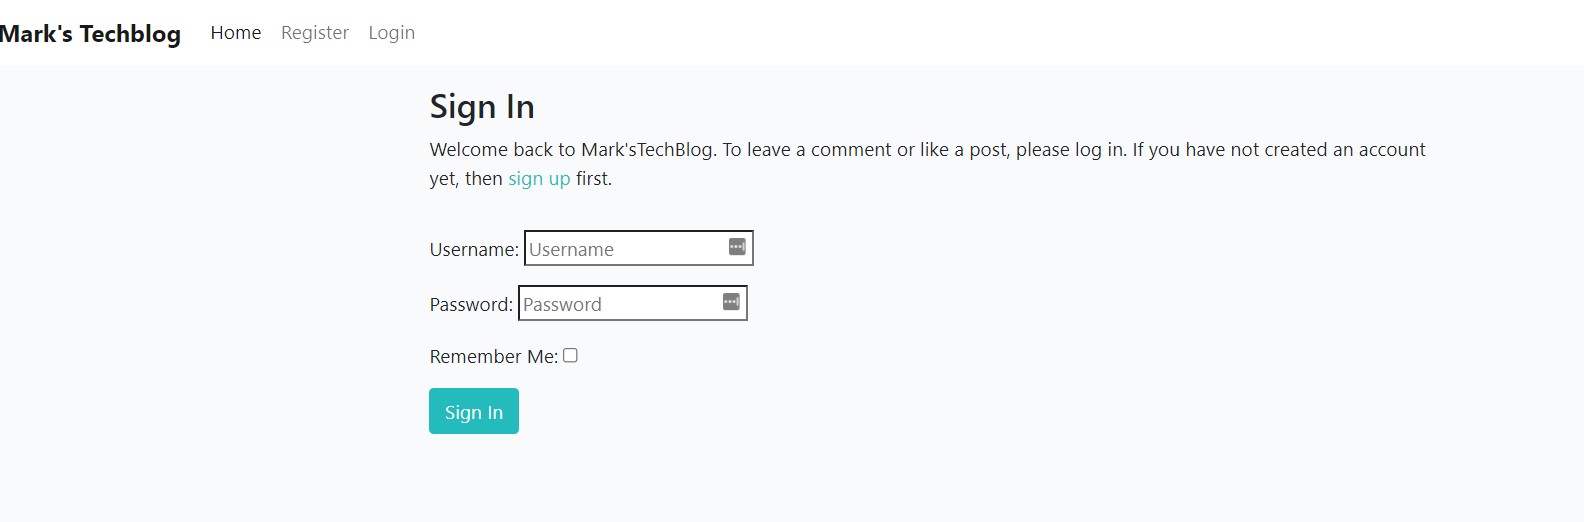 Mark's Techblog Home Register Login
Sign In
Welcome back to Mark'sTechBlog. To leave a comment or like a post, please log in. If you have not created an account
yet, then sign up first.
Username: Username
Password: Password
Remember Me:
Sign In